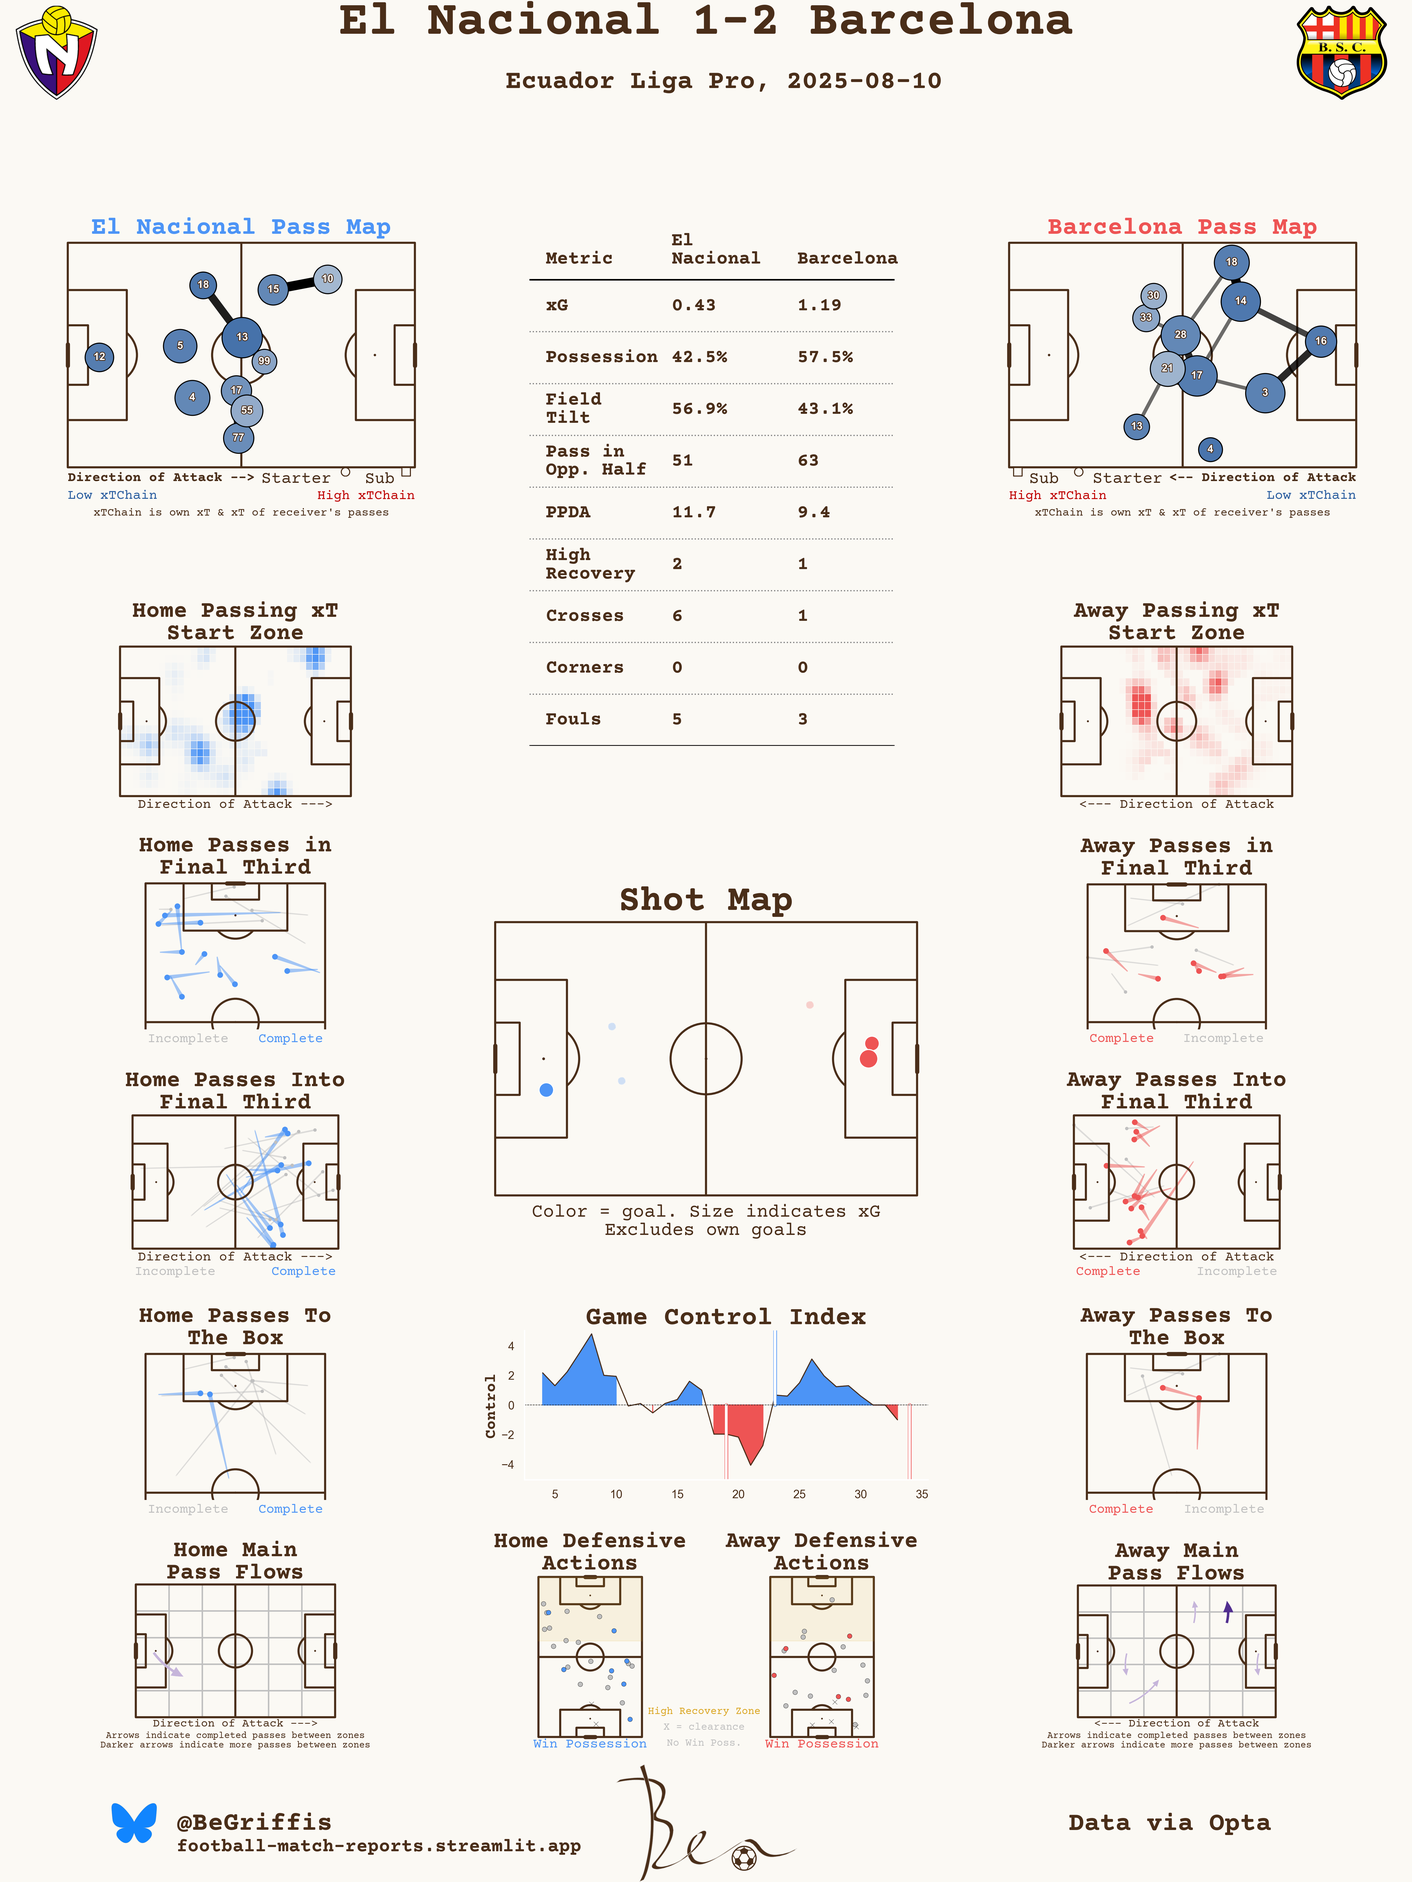 El Nacional 1-2 Barcelona
Ecuador Liga Pro, 2025-08-10
B. S. C.
El Nacional Pass Map
18
15
10
13
5
99
12
17
4
55
77
Direction of Attack --> Starter Sub
Low xTChain High xTChain
xTChain is own xT & xT of receiver's passes
Metric El Nacional Barcelona
xG 0.43 1.19
Possession 42.5% 57.5%
Field Tilt 56.9% 43.1%
Pass in Opp. Half 51 63
PPDA 11.7 9.4
High Recovery 2 1
Crosses 6 1
Corners 0 0
Fouls 5 3
Barcelona Pass Map
18
30
14
33
28
16
21
17
3
13
4
Sub Starter <-- Direction of Attack
High xTChain Low xTChain
xTChain is own xT & xT of receiver's passes
Home Passing xT
Start Zone
Direction of Attack --->
Away Passing xT
Start Zone
<--- Direction of Attack
Home Passes in
Final Third
Incomplete Complete
Away Passes in
Final Third
Complete Incomplete
Shot Map
Color = goal. Size indicates xG
Excludes own goals
Home Passes Into
Final Third
Direction of Attack --->
Incomplete Complete
Away Passes Into
Final Third
<--- Direction of Attack
Complete Incomplete
Home Passes To
The Box
Incomplete Complete
Game Control Index
Control
4
2
0
−2
−4
5 10 15 20 25 30 35
Away Passes To
The Box
Complete Incomplete
Home Main
Pass Flows
Direction of Attack --->
Arrows indicate completed passes between zones
Darker arrows indicate more passes between zones
Home Defensive
Actions
Win Possession
Away Defensive
Actions
Win Possession
High Recovery Zone
X = clearance
No Win Poss.
Away Main
Pass Flows
<--- Direction of Attack
Arrows indicate completed passes between zones
Darker arrows indicate more passes between zones
@BeGriffis
football-match-reports.streamlit.app
Ben
Data via Opta